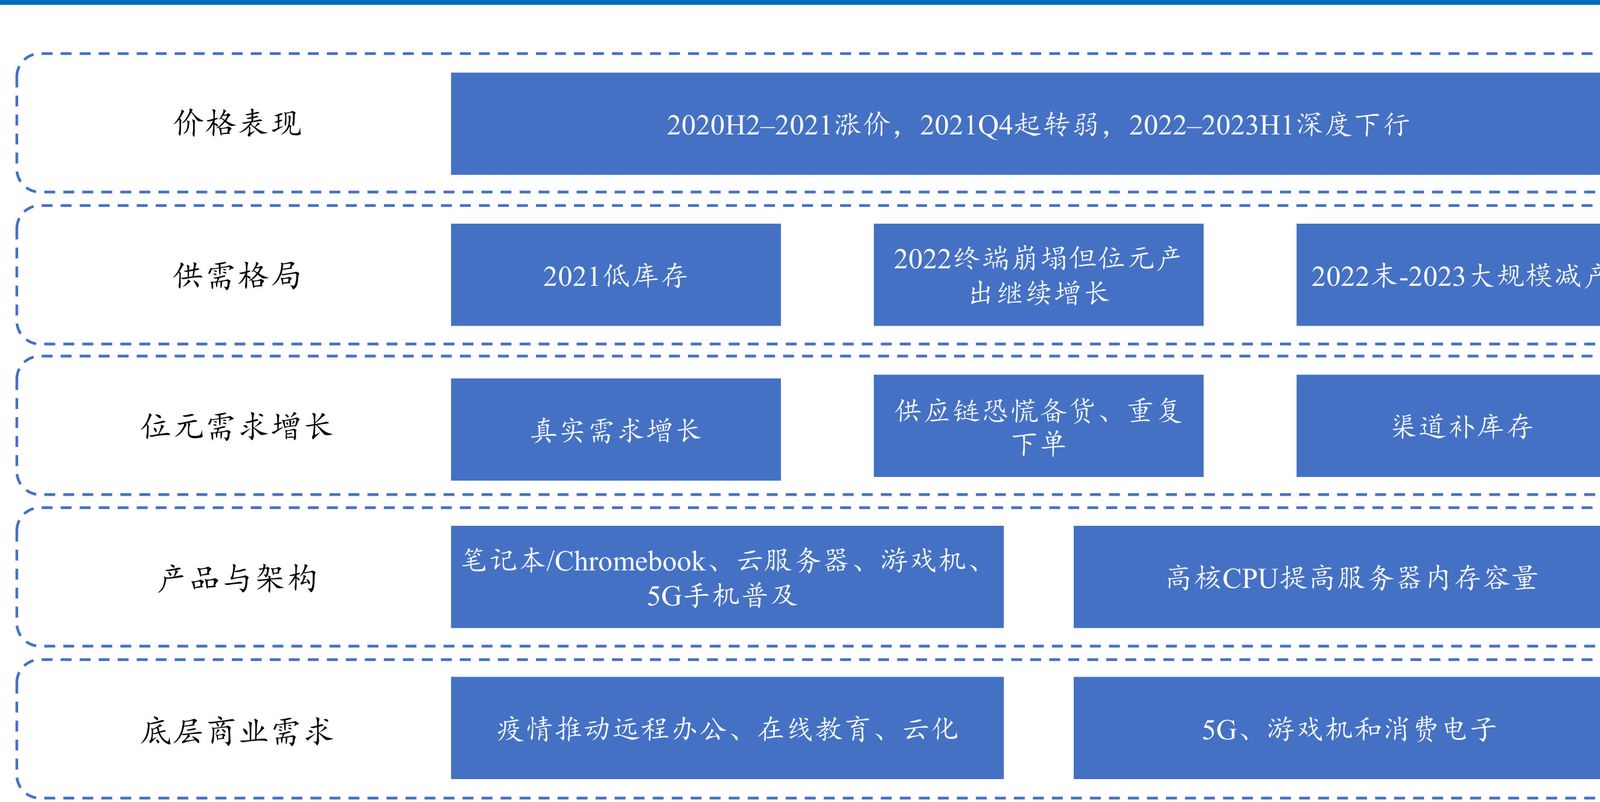 价格表现
2020H2–2021涨价，2021Q4起转弱，2022–2023H1深度下行
供需格局
2021低库存
2022终端崩塌但位元产
出继续增长
2022末-2023大规模减产
位元需求增长
真实需求增长
供应链恐慌备货、重复
下单
渠道补库存
产品与架构
笔记本/Chromebook、云服务器、游戏机、
5G手机普及
高核CPU提高服务器内存容量
底层商业需求
疫情推动远程办公、在线教育、云化
5G、游戏机和消费电子